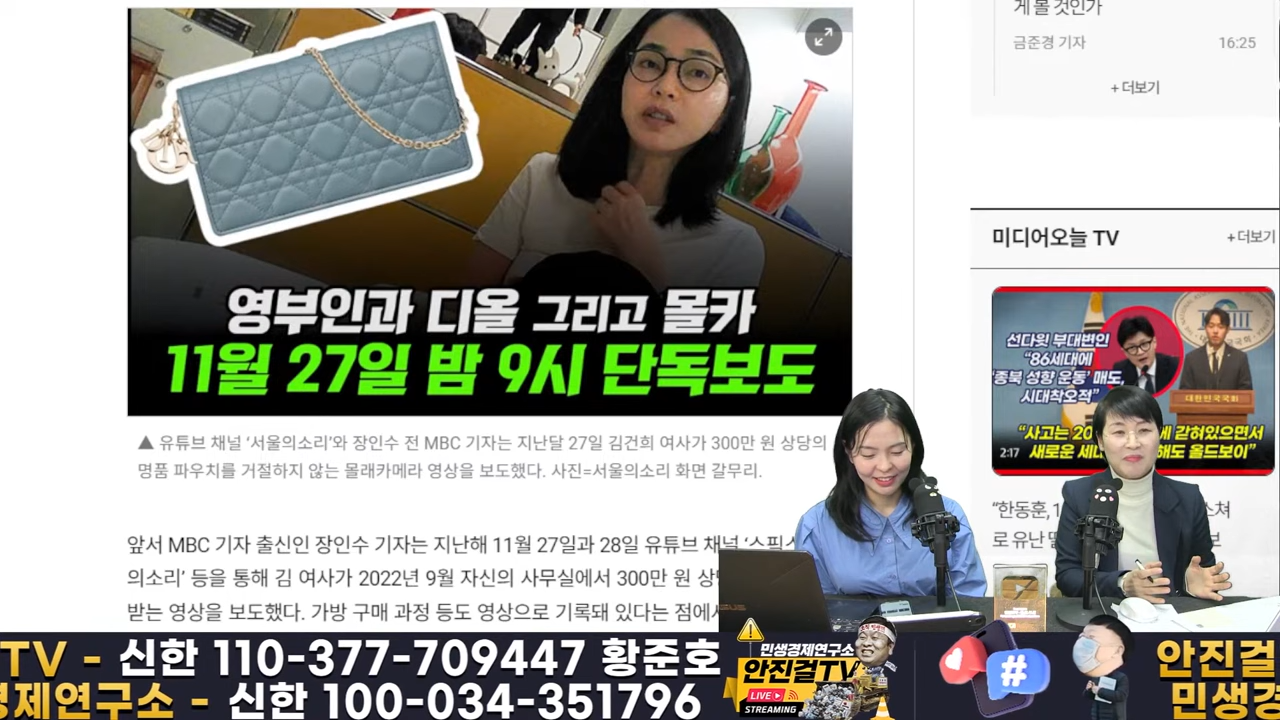 게 볼 것인가
금준경 기자 16:25
+ 더보기
영부인과 디올 그리고 몰카
11월 27일 밤 9시 단독보도
▲ 유튜브 채널 ‘서울의소리’와 장인수 전 MBC 기자는 지난달 27일 김건희 여사가 300만 원 상당의
명품 파우치를 거절하지 않는 몰래카메라 영상을 보도했다. 사진=서울의소리 화면 갈무리.
앞서 MBC 기자 출신인 장인수 기자는 지난해 11월 27일과 28일 유튜브 채널
의소리’ 등을 통해 김 여사가 2022년 9월 자신의 사무실에서 300만 원
받는 영상을 보도했다. 가방 구매 과정 등도 영상으로 기록돼 있다는
미디어오늘 TV +더보기
선다윗 부대변인
“86세대에
‘종북 성향 운동’ 매도,
시대착오적”
대한민국국회
“사고는 20 에 갇혀있으면서
2:17 새로운 세 해도 올드보이”
“한동훈,
로 유난
TV - 신한 110-377-709447 황준호
경제연구소 - 신한 100-034-351796
민생경제연구소
안진걸TV
LIVE
STREAMING
#
안진걸
민생경